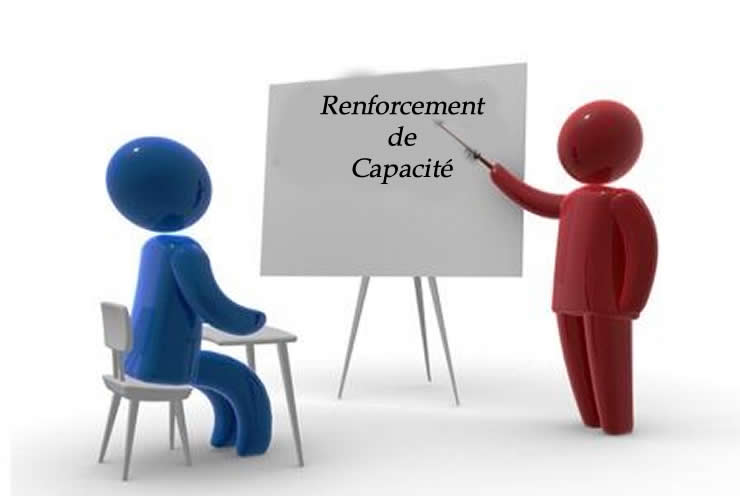 Renforcement
de
Capacité